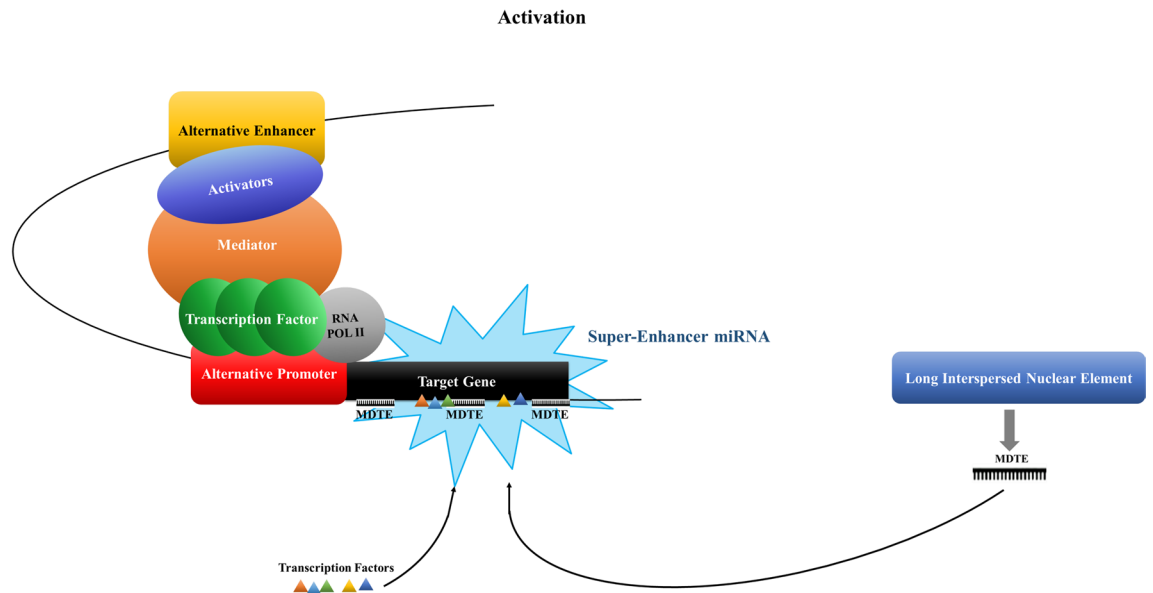 Activation
Alternative Enhancer
Activators
Mediator
Transcription Factor
RNA
POL II
Super-Enhancer miRNA
Alternative Promoter
Target Gene
Long Interspersed Nuclear Element
MDTE
MDTE
MDTE
MDTE
Transcription Factors